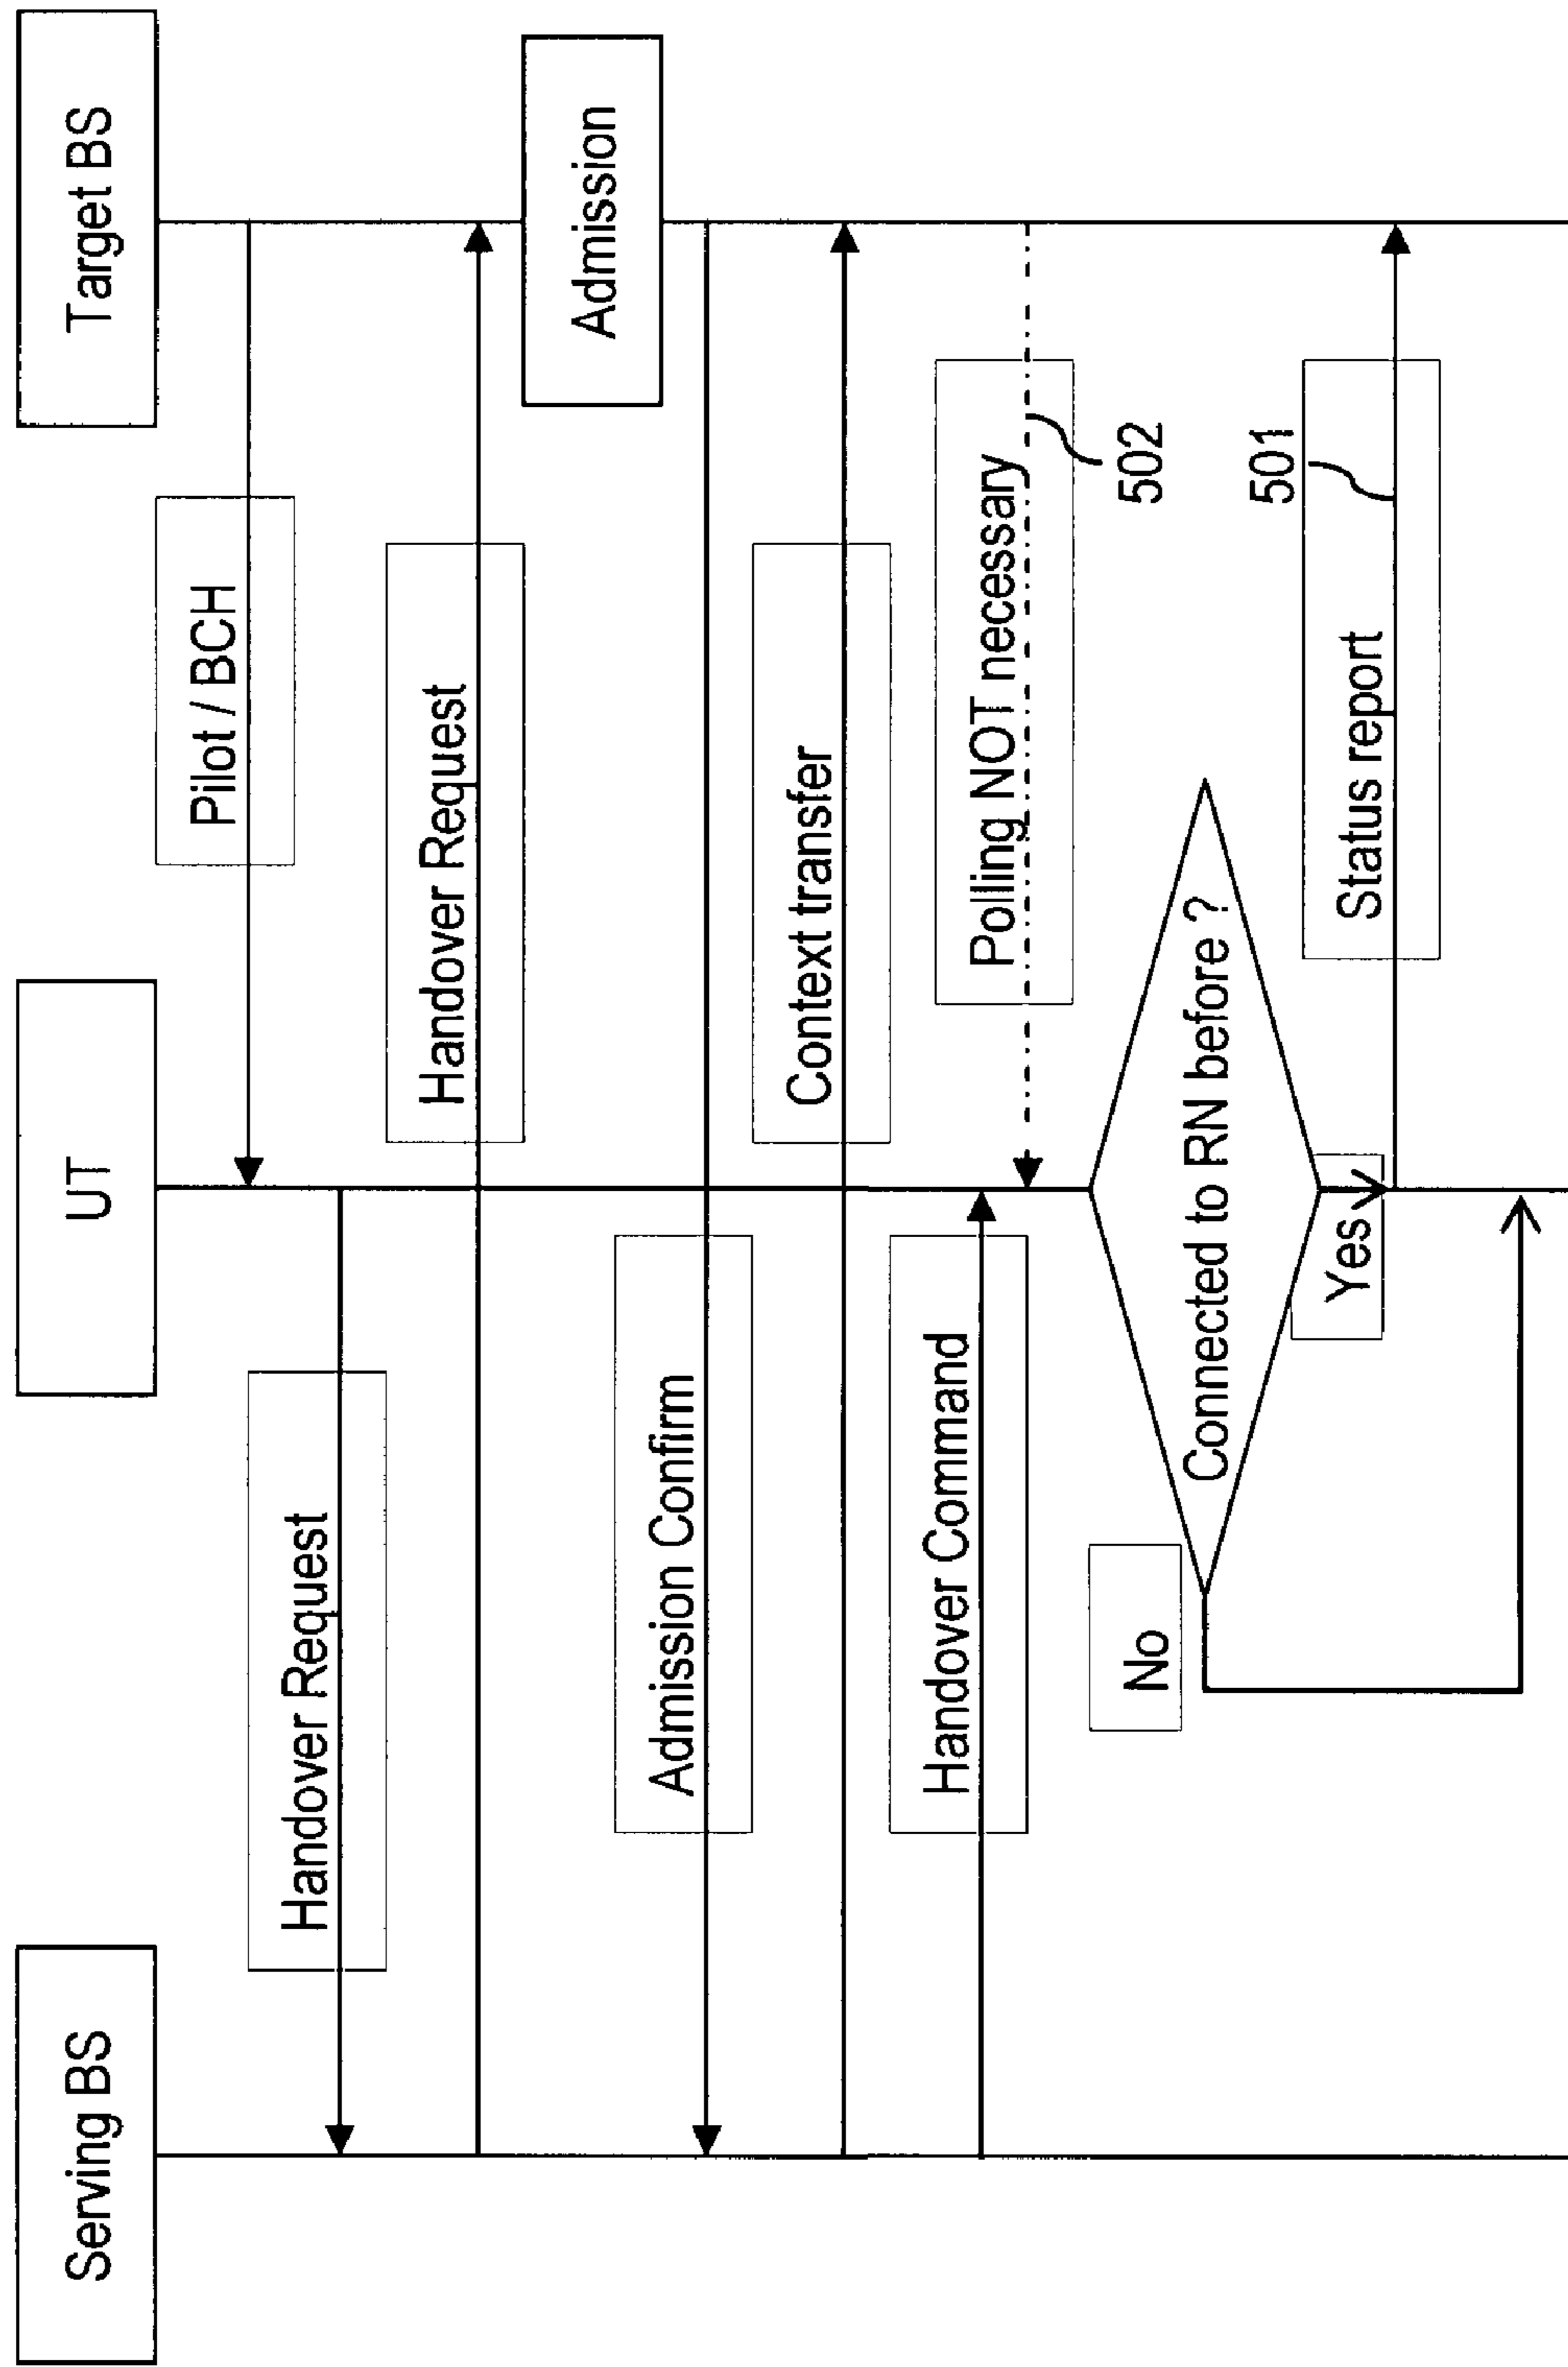 Serving BS
UT
Target BS
Pilot / BCH
Handover Request
Handover Request
Admission
Admission Confirm
Context transfer
Handover Command
Polling NOT necessary
502
Connected to RN before ?
No
Yes
501
Status report